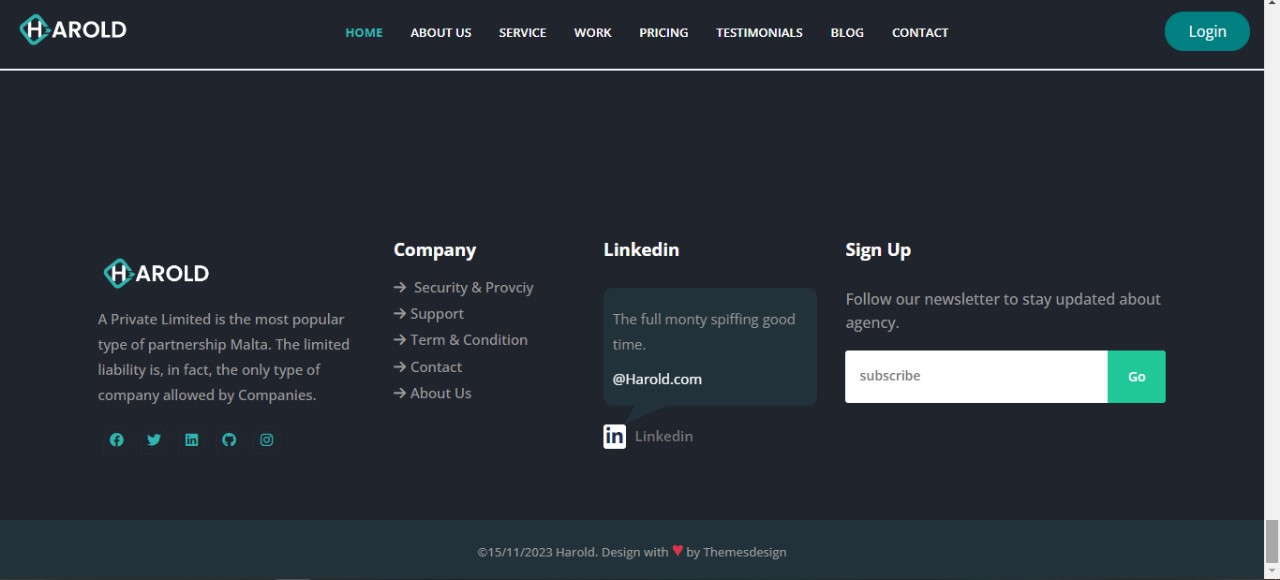 HAROLD
HOME ABOUT US SERVICE WORK PRICING TESTIMONIALS BLOG CONTACT
Login
HAROLD
A Private Limited is the most popular
type of partnership Malta. The limited
liability is, in fact, the only type of
company allowed by Companies.
Company
Security & Provciy
Support
Term & Condition
Contact
About Us
Linkedin
The full monty spiffing good
time.
@Harold.com
in Linkedin
Sign Up
Follow our newsletter to stay updated about
agency.
subscribe
Go
©15/11/2023 Harold. Design with ♥ by Themesdesign